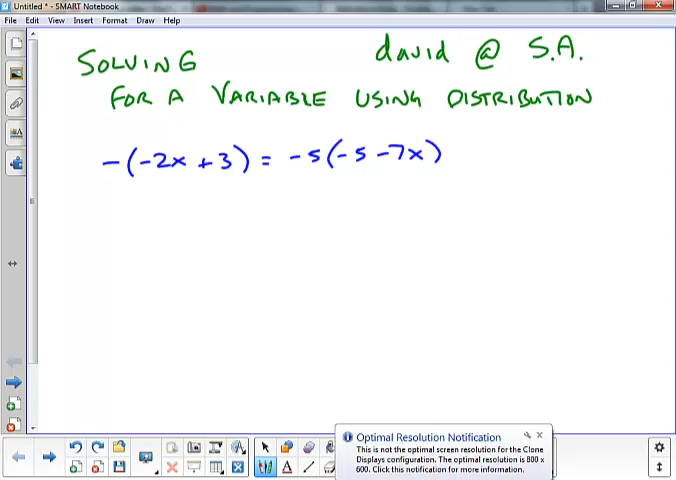 Untitled * - SMART Notebook
File Edit View Insert Format Draw Help
SOLVING david @ S.A.
FOR A VARIABLE USING DISTRIBUTION
-(-2x+3) = -5(-5-7x)
Optimal Resolution Notification
This is not the optimal screen resolution for the Clone
Displays configuration. The optimal resolution is 800 x
600. Click this notification for more information.